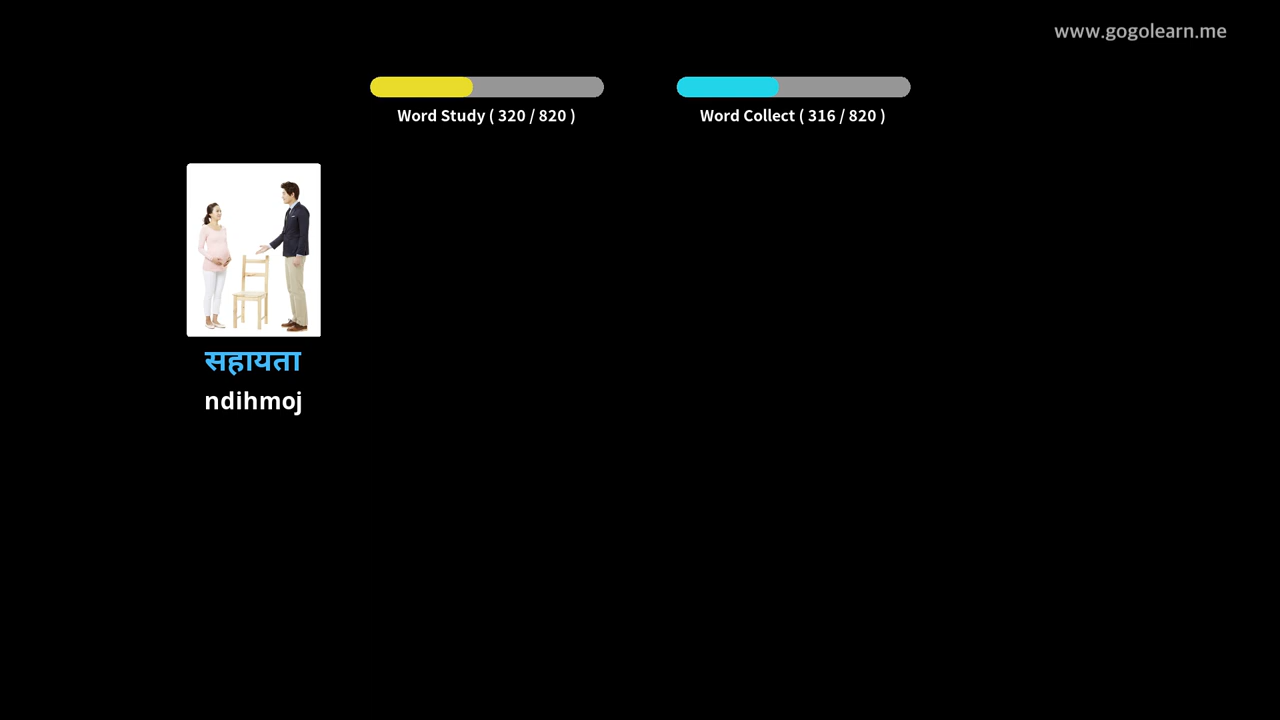 www.gogolearn.me
Word Study ( 320 / 820 )
Word Collect ( 316 / 820 )
सहायता
ndihmoj